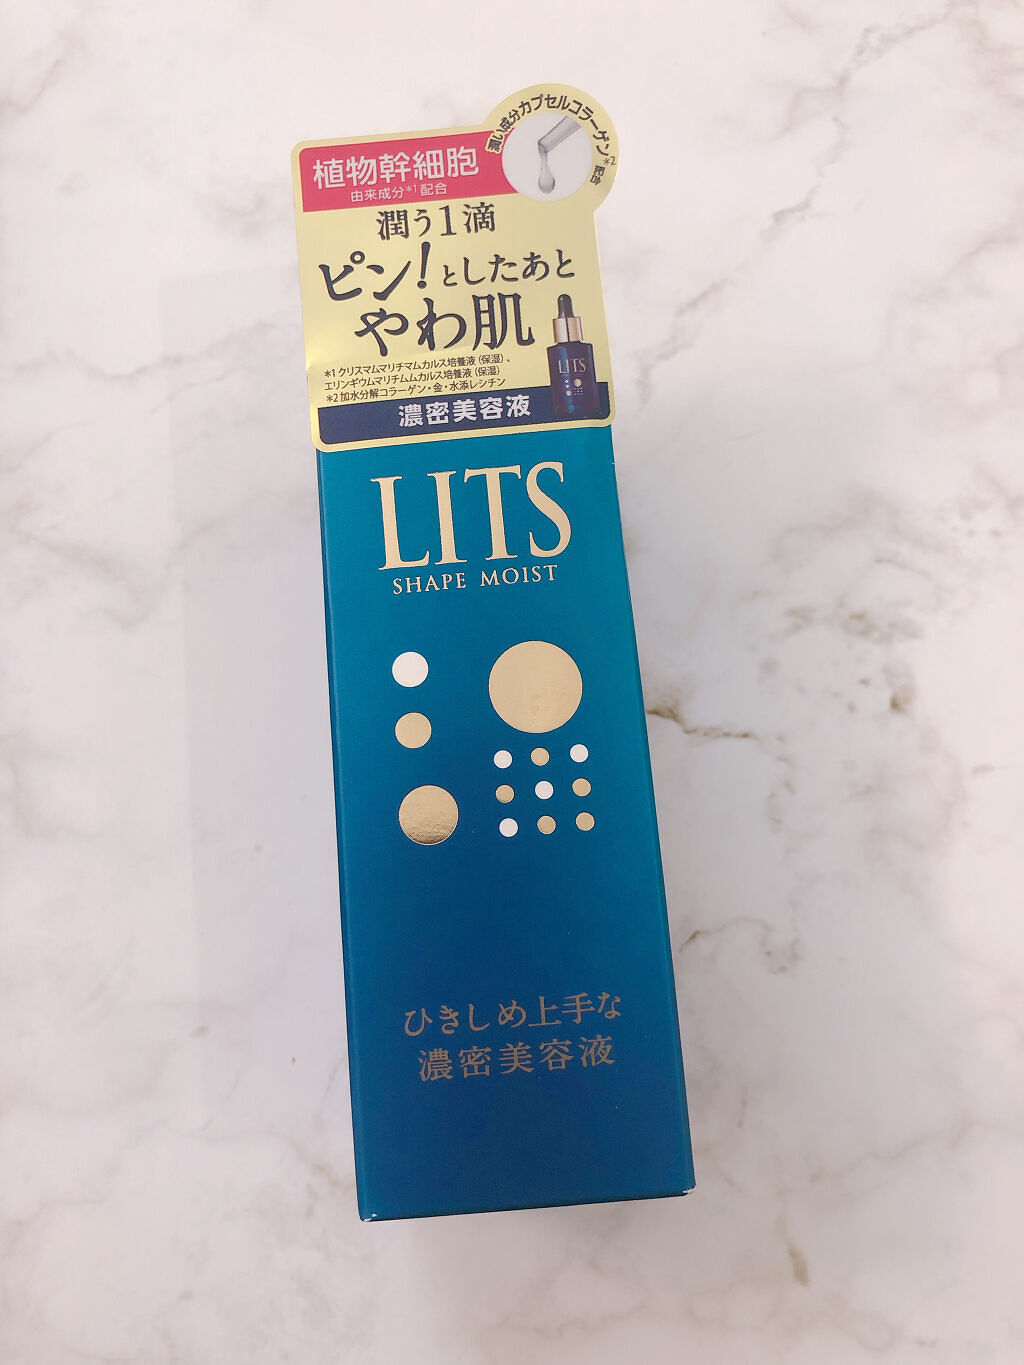 潤い成分カプセルコラーゲン*2配合
植物幹細胞
由来成分*1配合
潤う1滴
ピン!としたあと
やわ肌
*1 クリスマムマリチマムカルス培養液(保湿)、
エリンギウムマリチムムカルス培養液(保湿)
*2 加水分解コラーゲン・金・水添レシチン
LITS
濃密美容液
LITS
SHAPE MOIST
ひきしめ上手な
濃密美容液